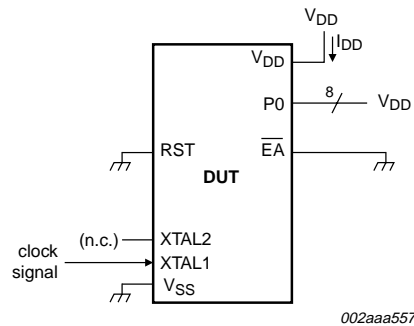 VDD
IDD
VDD
8
P0
VDD
RST
EA
DUT
(n.c.)
XTAL2
clock
signal
XTAL1
VSS
002aaa557